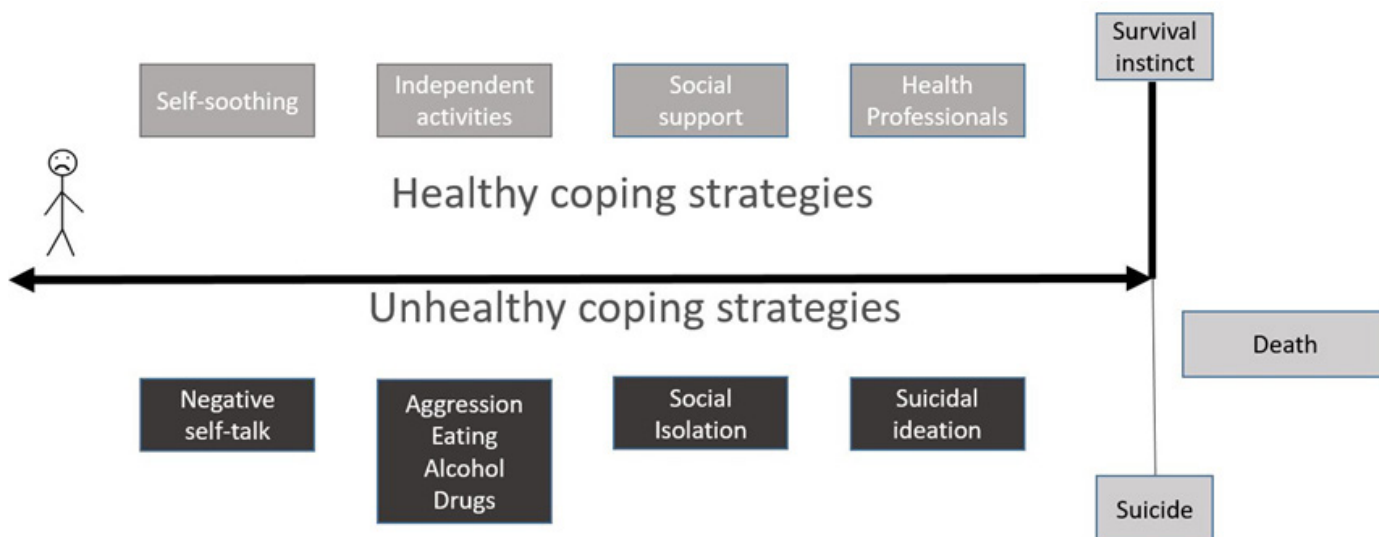 Survival
instinct
Self-soothing
Independent
activities
Social
support
Health
Professionals
Healthy coping strategies
Unhealthy coping strategies
Death
Negative
self-talk
Aggression
Eating
Alcohol
Drugs
Social
Isolation
Suicidal
ideation
Suicide